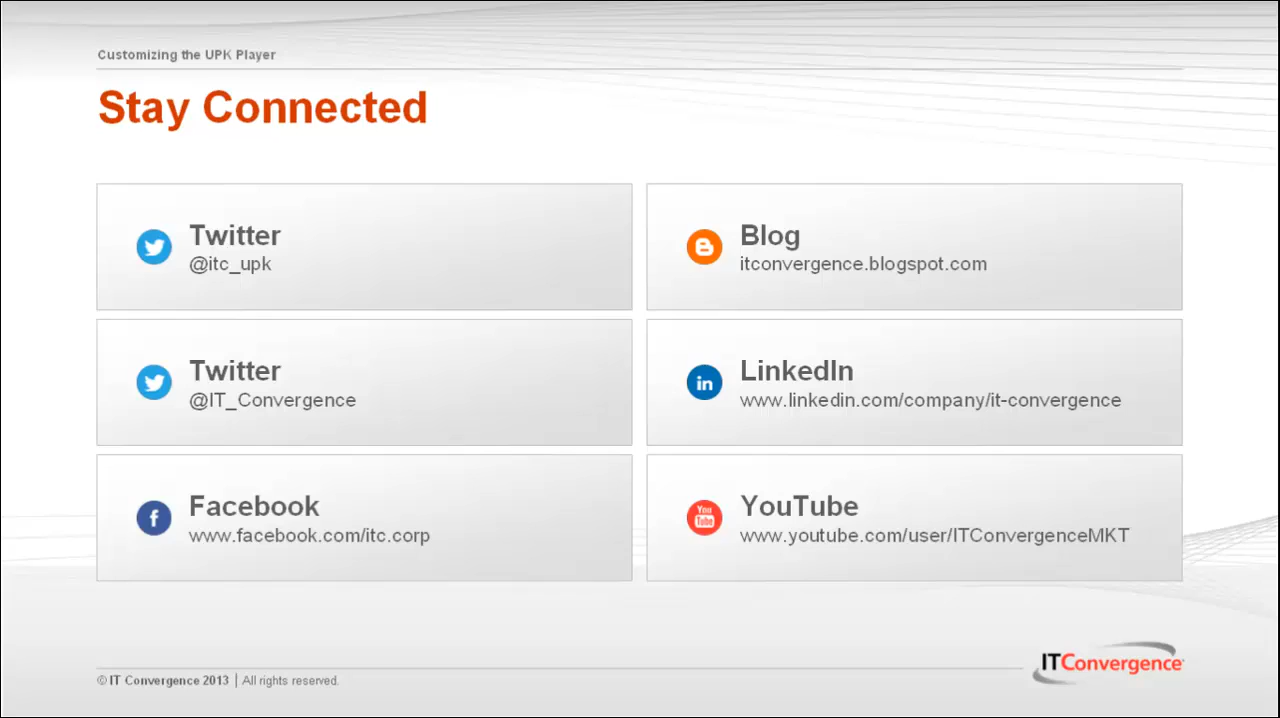 Customizing the UPK Player
Stay Connected
Twitter
@itc_upk
Blog
itconvergence.blogspot.com
Twitter
@IT_Convergence
LinkedIn
www.linkedin.com/company/it-convergence
Facebook
www.facebook.com/itc.corp
YouTube
www.youtube.com/user/ITConvergenceMKT
© IT Convergence 2013 | All rights reserved.
ITConvergence